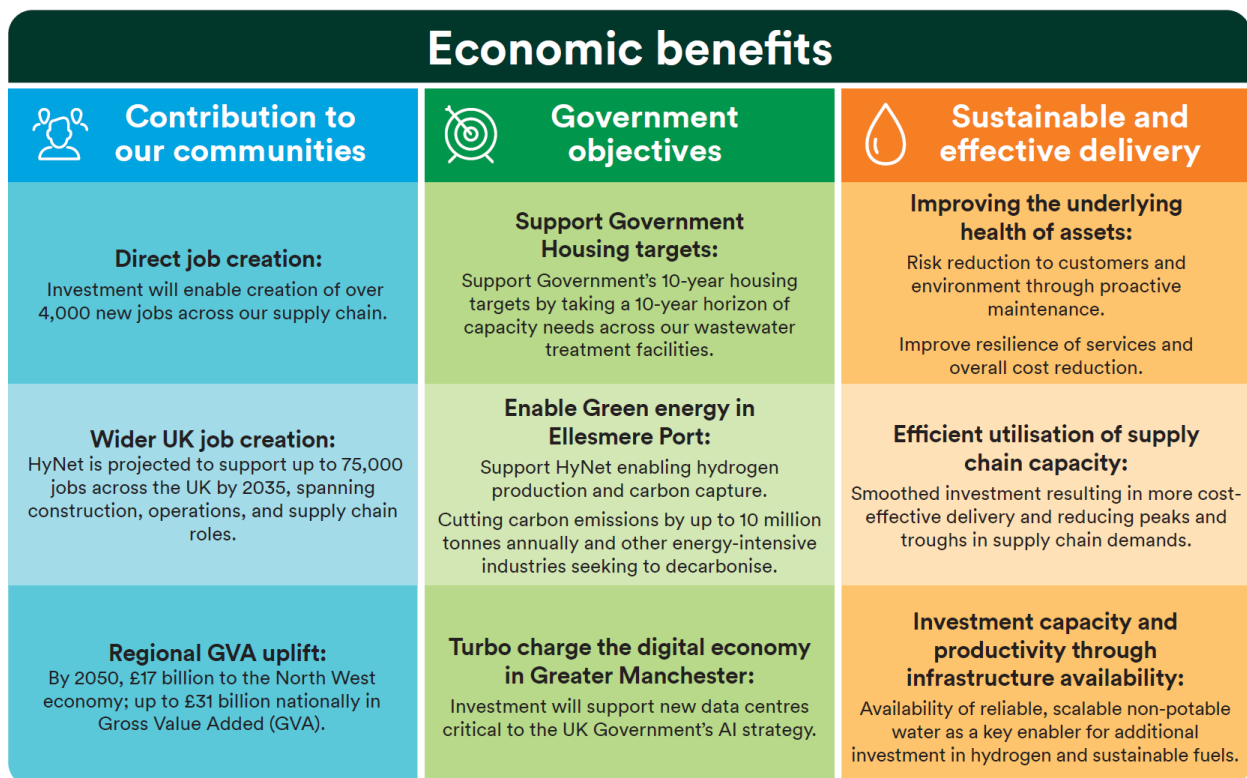 Economic benefits
Contribution to
our communities
Direct job creation:
Investment will enable creation of over
4,000 new jobs across our supply chain.
Wider UK job creation:
HyNet is projected to support up to 75,000
jobs across the UK by 2035, spanning
construction, operations, and supply chain
roles.
Regional GVA uplift:
By 2050, £17 billion to the North West
economy; up to £31 billion nationally in
Gross Value Added (GVA).
Government
objectives
Support Government
Housing targets:
Support Government’s 10-year housing
targets by taking a 10-year horizon of
capacity needs across our wastewater
treatment facilities.
Enable Green energy in
Ellesmere Port:
Support HyNet enabling hydrogen
production and carbon capture.
Cutting carbon emissions by up to 10 million
tonnes annually and other energy-intensive
industries seeking to decarbonise.
Turbo charge the digital economy
in Greater Manchester:
Investment will support new data centres
critical to the UK Government’s AI strategy.
Sustainable and
effective delivery
Improving the underlying
health of assets:
Risk reduction to customers and
environment through proactive
maintenance.
Improve resilience of services and
overall cost reduction.
Efficient utilisation of supply
chain capacity:
Smoothed investment resulting in more cost-
effective delivery and reducing peaks and
troughs in supply chain demands.
Investment capacity and
productivity through
infrastructure availability:
Availability of reliable, scalable non-potable
water as a key enabler for additional
investment in hydrogen and sustainable fuels.